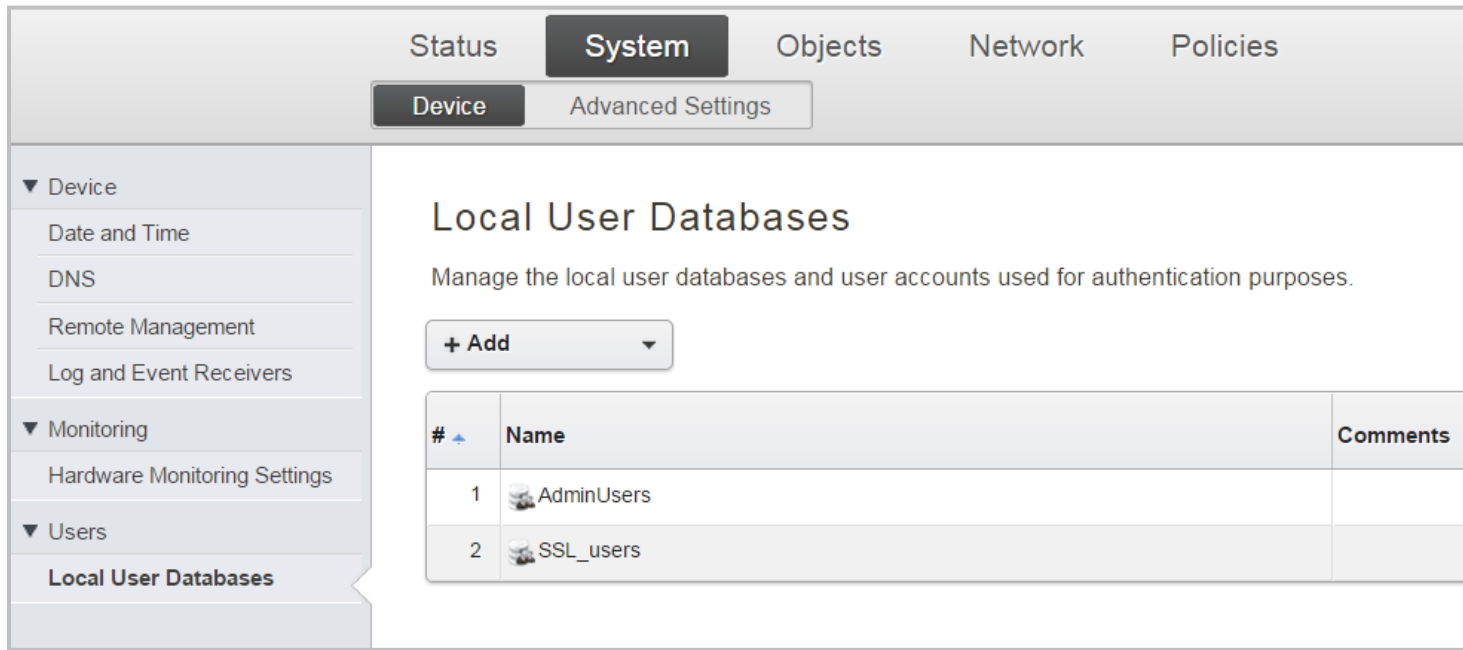 Status System Objects Network Policies
Device Advanced Settings
Device
Date and Time
DNS
Remote Management
Log and Event Receivers
Monitoring
Hardware Monitoring Settings
Users
Local User Databases
Local User Databases
Manage the local user databases and user accounts used for authentication purposes.
+ Add
# Name Comments
1 AdminUsers
2 SSL_users